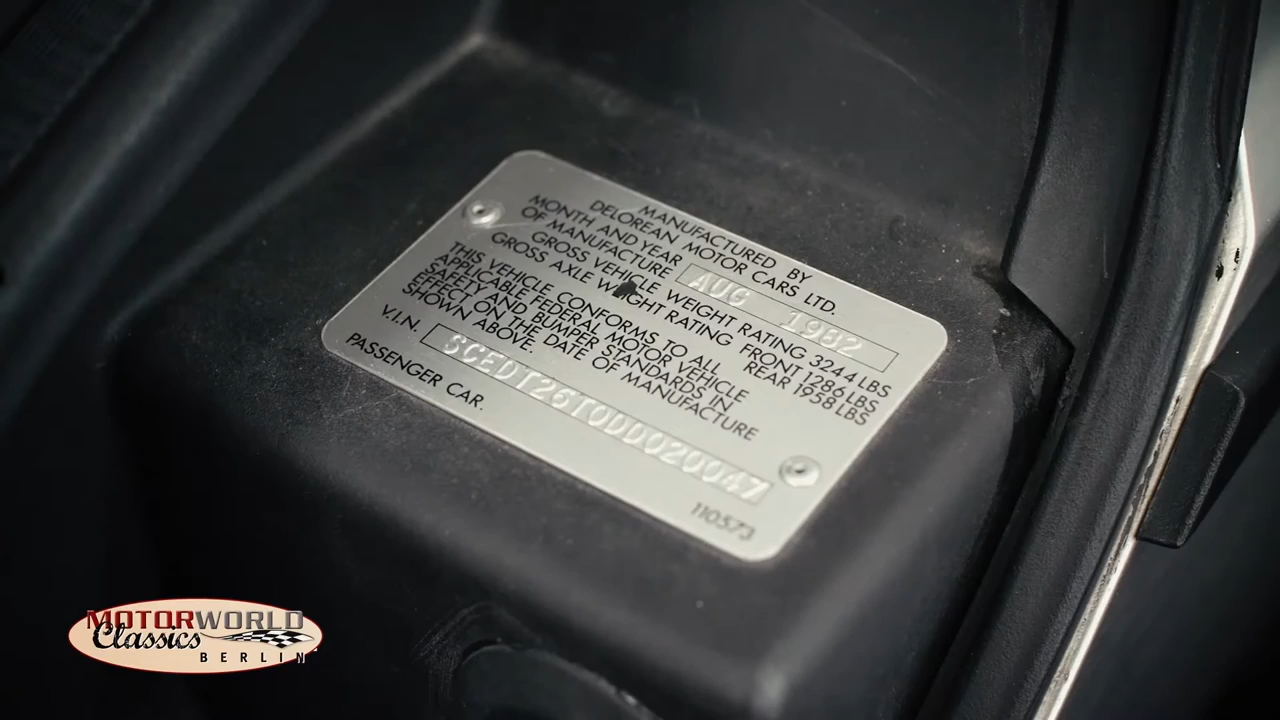 MANUFACTURED BY
DELOREAN MOTOR CARS LTD.
MONTH AND YEAR
OF MANUFACTURE AUG 1982
GROSS VEHICLE WEIGHT RATING 3244 LBS
GROSS AXLE WEIGHT RATING FRONT 1286 LBS
REAR 1958 LBS
THIS VEHICLE CONFORMS TO ALL
APPLICABLE FEDERAL MOTOR VEHICLE
SAFETY AND BUMPER STANDARDS IN
EFFECT ON THE DATE OF MANUFACTURE
SHOWN ABOVE.
V.I.N. SCEDT26T0DD020047
PASSENGER CAR.
110573
MOTORWORLD
Classics
BERLIN